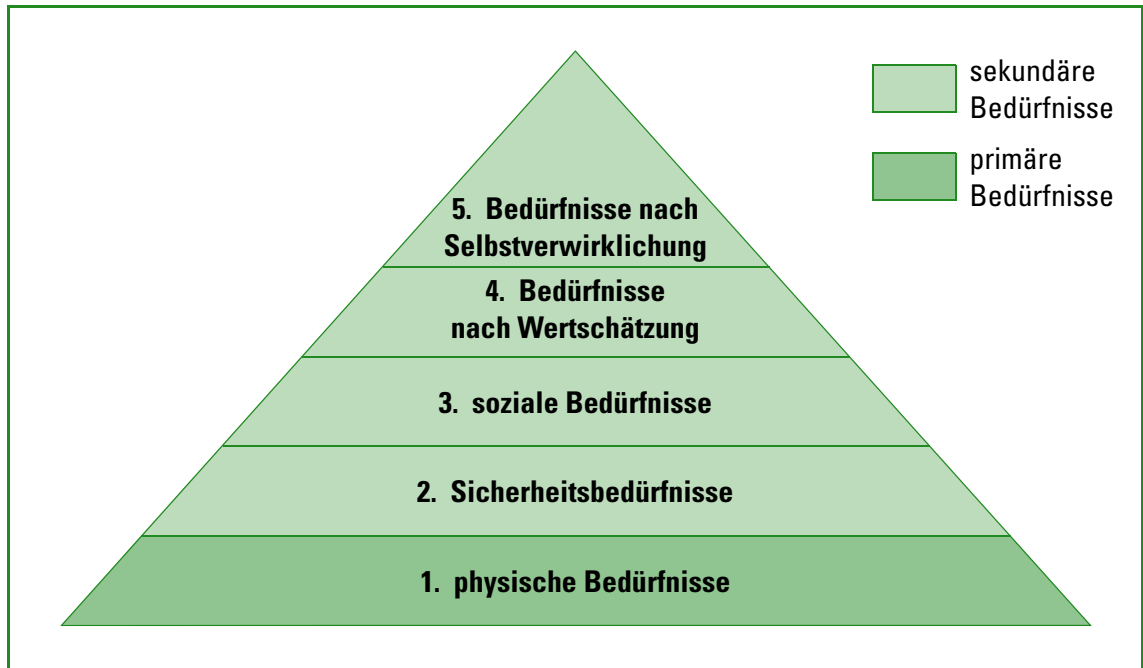 sekundäre
Bedürfnisse
primäre
Bedürfnisse
5. Bedürfnisse nach
Selbstverwirklichung
4. Bedürfnisse
nach Wertschätzung
3. soziale Bedürfnisse
2. Sicherheitsbedürfnisse
1. physische Bedürfnisse